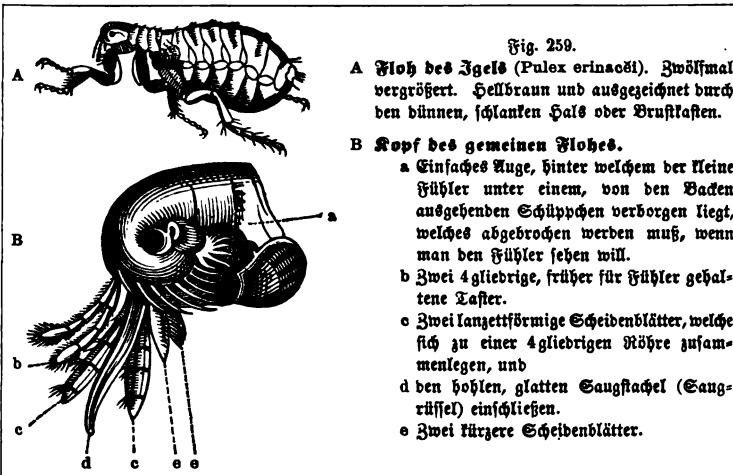 Fig. 259.
A Floh des Igels (Pulex erinacëi). Zwölfmal
vergrößert. Hellbraun und ausgezeichnet durch
den dünnen, schlanken Hals oder Brustkasten.
B Kopf des gemeinen Flohes.
a Einfaches Auge, hinter welchem der kleine
Fühler unter einem, von den Backen
ausgehenden Schüppchen verborgen liegt,
welches abgebrochen werden muß, wenn
man den Fühler sehen will.
b Zwei 4gliedrige, früher für Fühler gehal-
tene Taster.
c Zwei lanzettförmige Scheidenblätter, welche
sich zu einer 4gliedrigen Röhre zusam-
menlegen, und
d den hohlen, glatten Saugstachel (Saug-
rüssel) einschließen.
e Zwei kürzere Scheidenblätter.
A
B
a
b
c
d
c
e
e